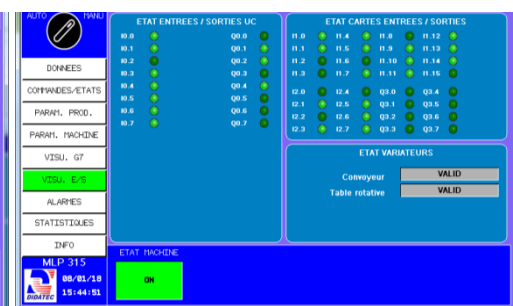 AUTO MANU
DONNEES
COMMANDES/ETATS
PARAM. PROD.
PARAM. MACHINE
VISU. G7
VISU. E/S
ALARMES
STATISTIQUES
INFO
MLP 315
DIDATEC
08/01/18
15:44:51
ETAT ENTREES / SORTIES UC
I0.0 Q0.0
I0.1 Q0.1
I0.2 Q0.2
I0.3 Q0.3
I0.4 Q0.4
I0.5 Q0.5
I0.6 Q0.6
I0.7 Q0.7
ETAT CARTES ENTREES / SORTIES
I1.0 I1.4 I1.8 I1.12
I1.1 I1.5 I1.9 I1.13
I1.2 I1.6 I1.10 I1.14
I1.3 I1.7 I1.11 I1.15
I2.0 I2.4 Q3.0 Q3.4
I2.1 I2.5 Q3.1 Q3.5
I2.2 I2.6 Q3.2 Q3.6
I2.3 I2.7 Q3.3 Q3.7
ETAT VARIATEURS
Convoyeur VALID
Table rotative VALID
ETAT MACHINE
ON